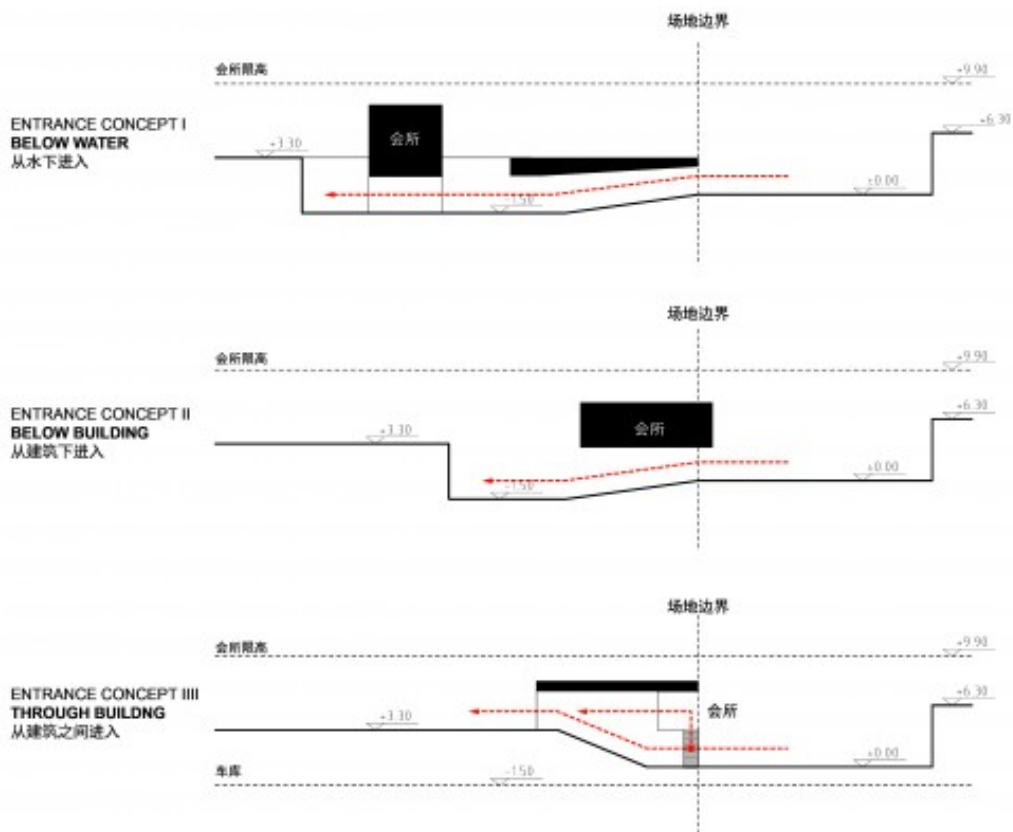 场地边界
会所限高
+9.90
ENTRANCE CONCEPT I
BELOW WATER
从水下进入
+3.30
会所
+6.30
±0.00
-1.50
场地边界
会所限高
+9.90
ENTRANCE CONCEPT II
BELOW BUILDING
从建筑下进入
+3.30
会所
+6.30
±0.00
-1.50
场地边界
会所限高
+9.90
ENTRANCE CONCEPT IIII
THROUGH BUILDNG
从建筑之间进入
+3.30
会所
+6.30
±0.00
车库
-1.50